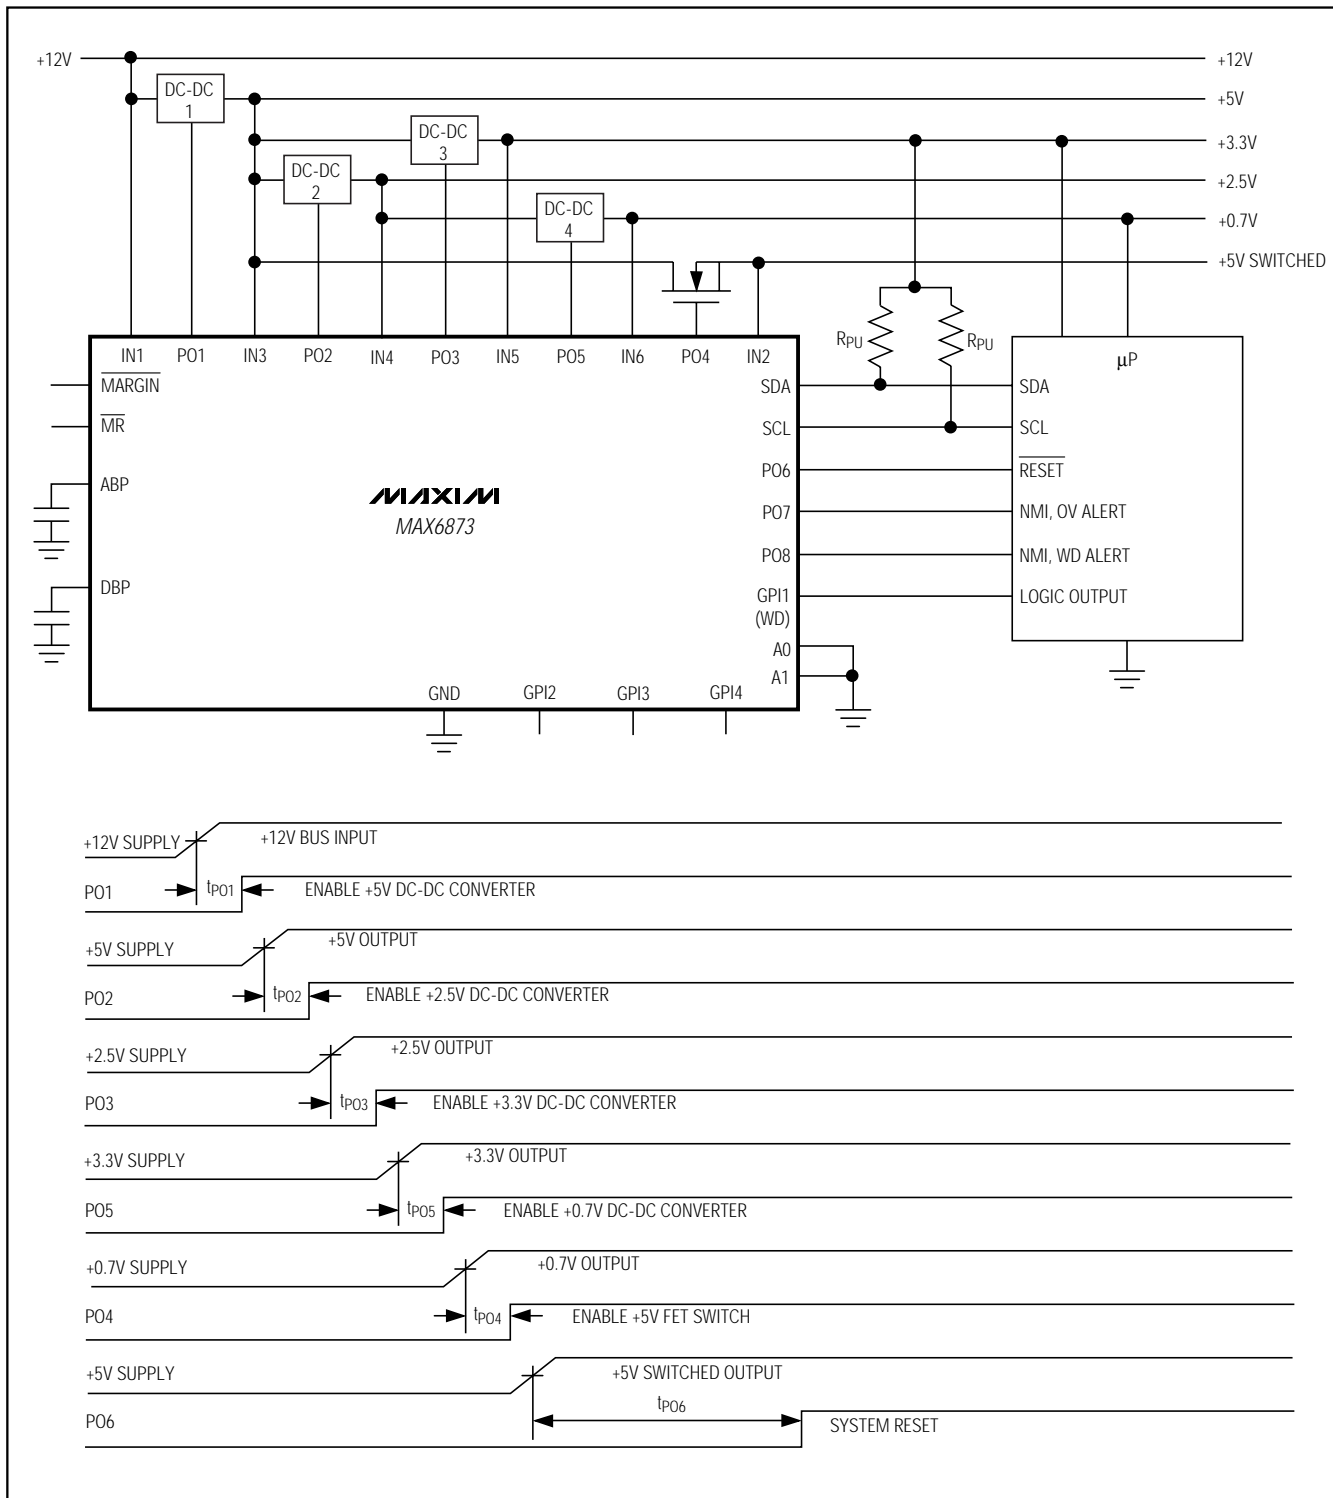 +12V
+12V
DC-DC
1
+5V
DC-DC
3
+3.3V
DC-DC
2
+2.5V
DC-DC
4
+0.7V
+5V SWITCHED
RPU
RPU
IN1 PO1 IN3 PO2 IN4 PO3 IN5 PO5 IN6 PO4 IN2
μP
MARGIN
SDA
SDA
MR
SCL
SCL
PO6
RESET
ABP
MAXIM
MAX6873
PO7
NMI, OV ALERT
PO8
NMI, WD ALERT
DBP
GPI1
(WD)
LOGIC OUTPUT
A0
A1
GND GPI2 GPI3 GPI4
+12V SUPPLY
+12V BUS INPUT
PO1
tPO1
ENABLE +5V DC-DC CONVERTER
+5V SUPPLY
+5V OUTPUT
PO2
tPO2
ENABLE +2.5V DC-DC CONVERTER
+2.5V SUPPLY
+2.5V OUTPUT
PO3
tPO3
ENABLE +3.3V DC-DC CONVERTER
+3.3V SUPPLY
+3.3V OUTPUT
PO5
tPO5
ENABLE +0.7V DC-DC CONVERTER
+0.7V SUPPLY
+0.7V OUTPUT
PO4
tPO4
ENABLE +5V FET SWITCH
+5V SUPPLY
+5V SWITCHED OUTPUT
PO6
tPO6
SYSTEM RESET